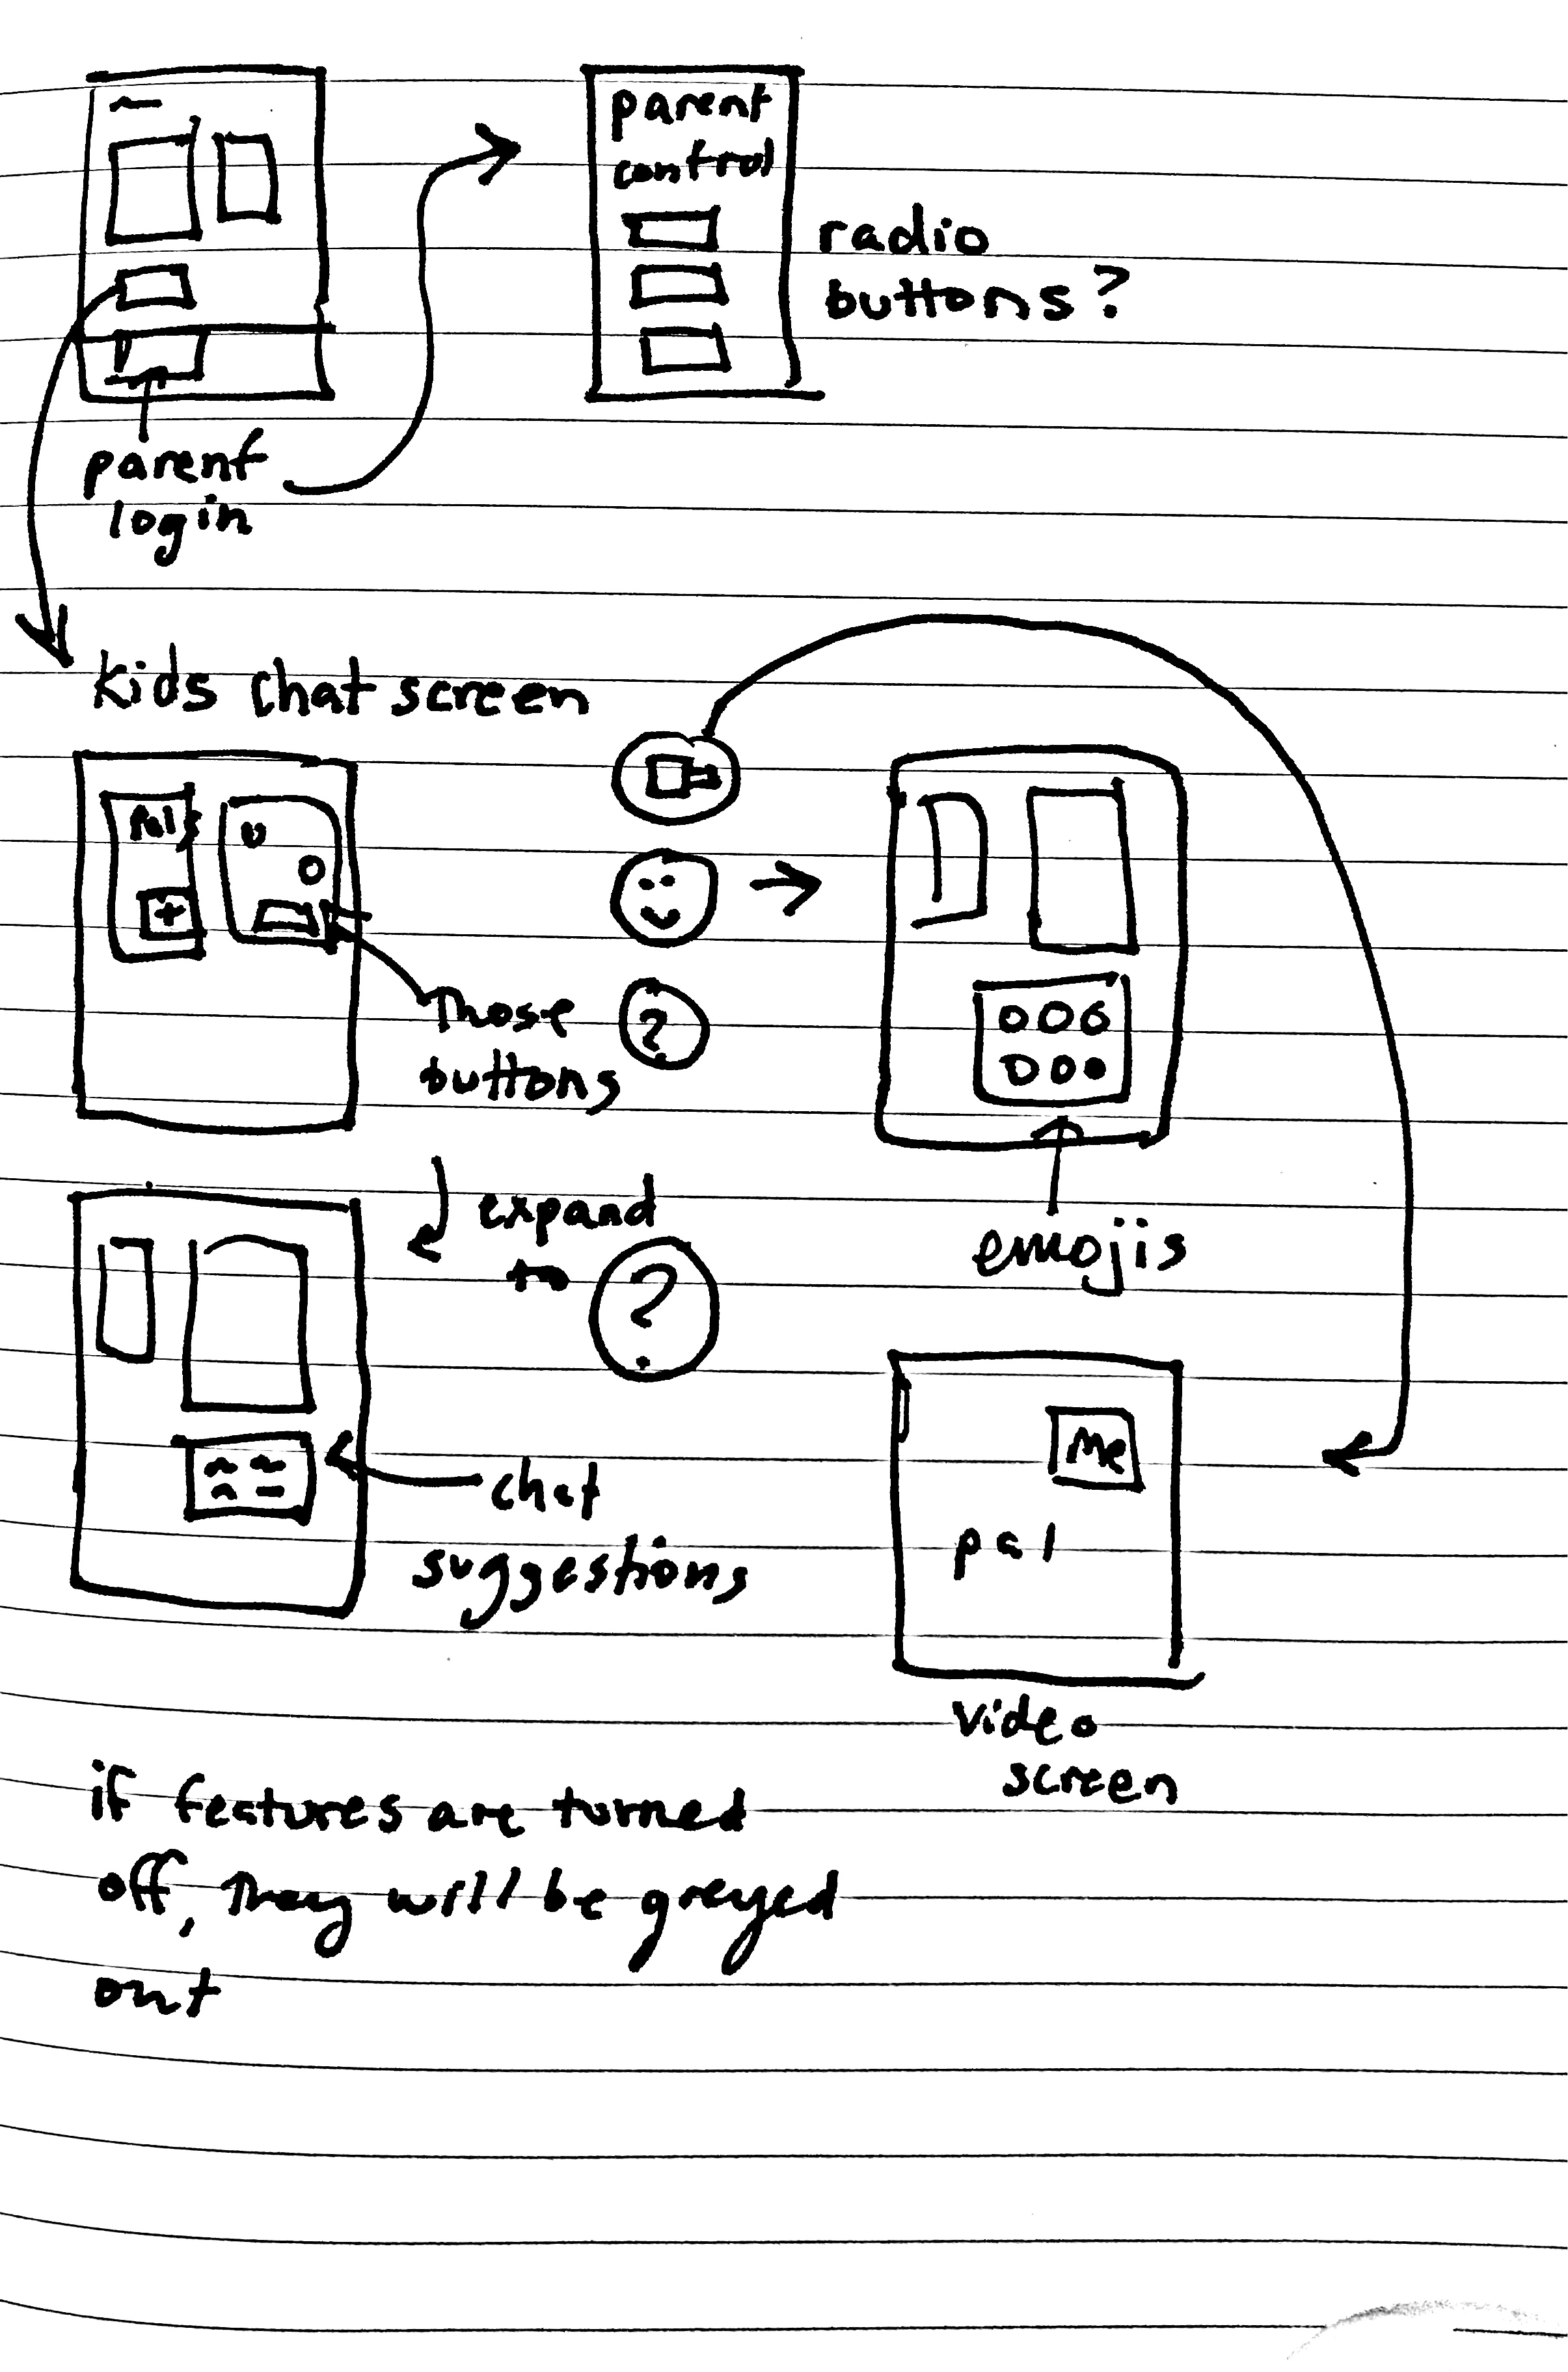 parent
control
radio
buttons?
parent
login
Kids chat screen
Pals
+
?
Those
buttons
expand
to
?
emojis
Me
pal
chat
suggestions
video
screen
if features are turned
off, they will be greyed
out